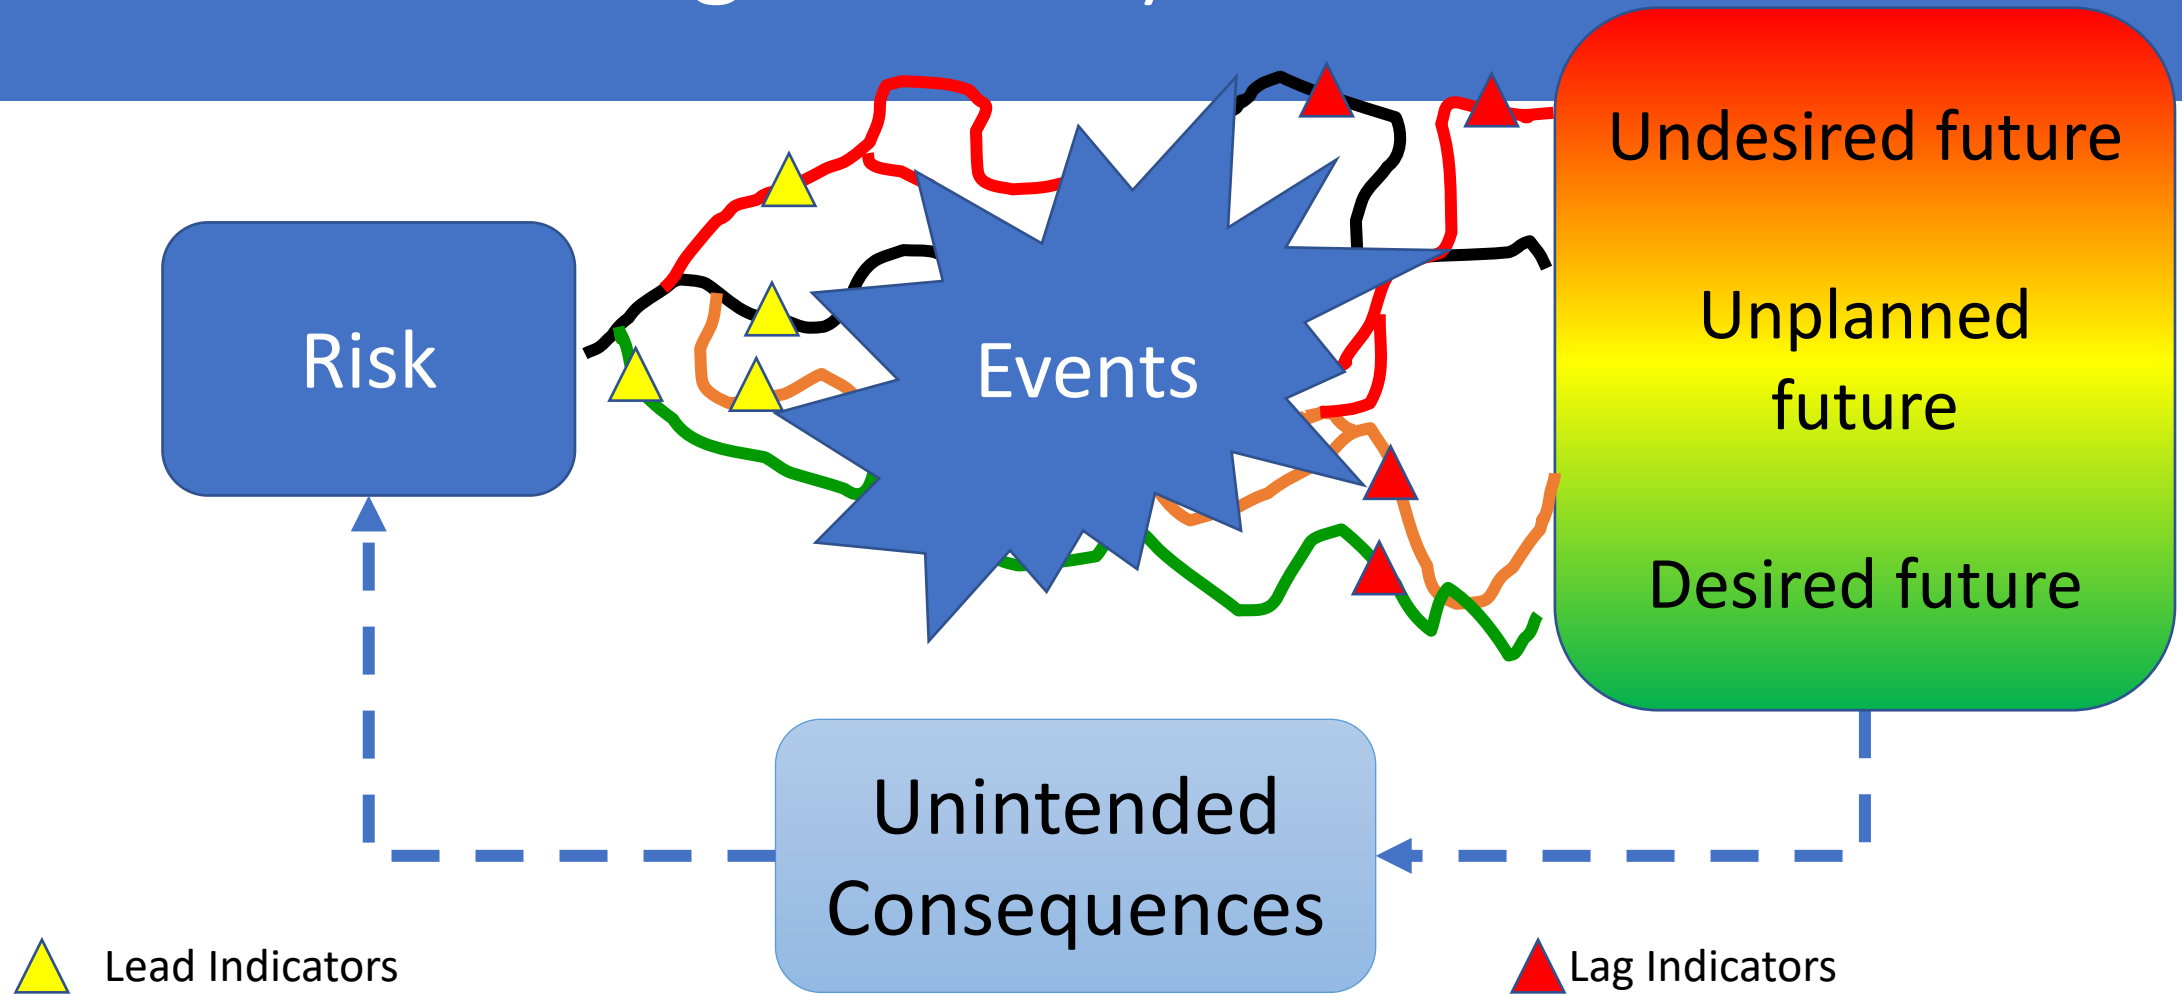 Undesired future
Unplanned
future
Desired future
Risk
Events
Unintended
Consequences
Lead Indicators
Lag Indicators